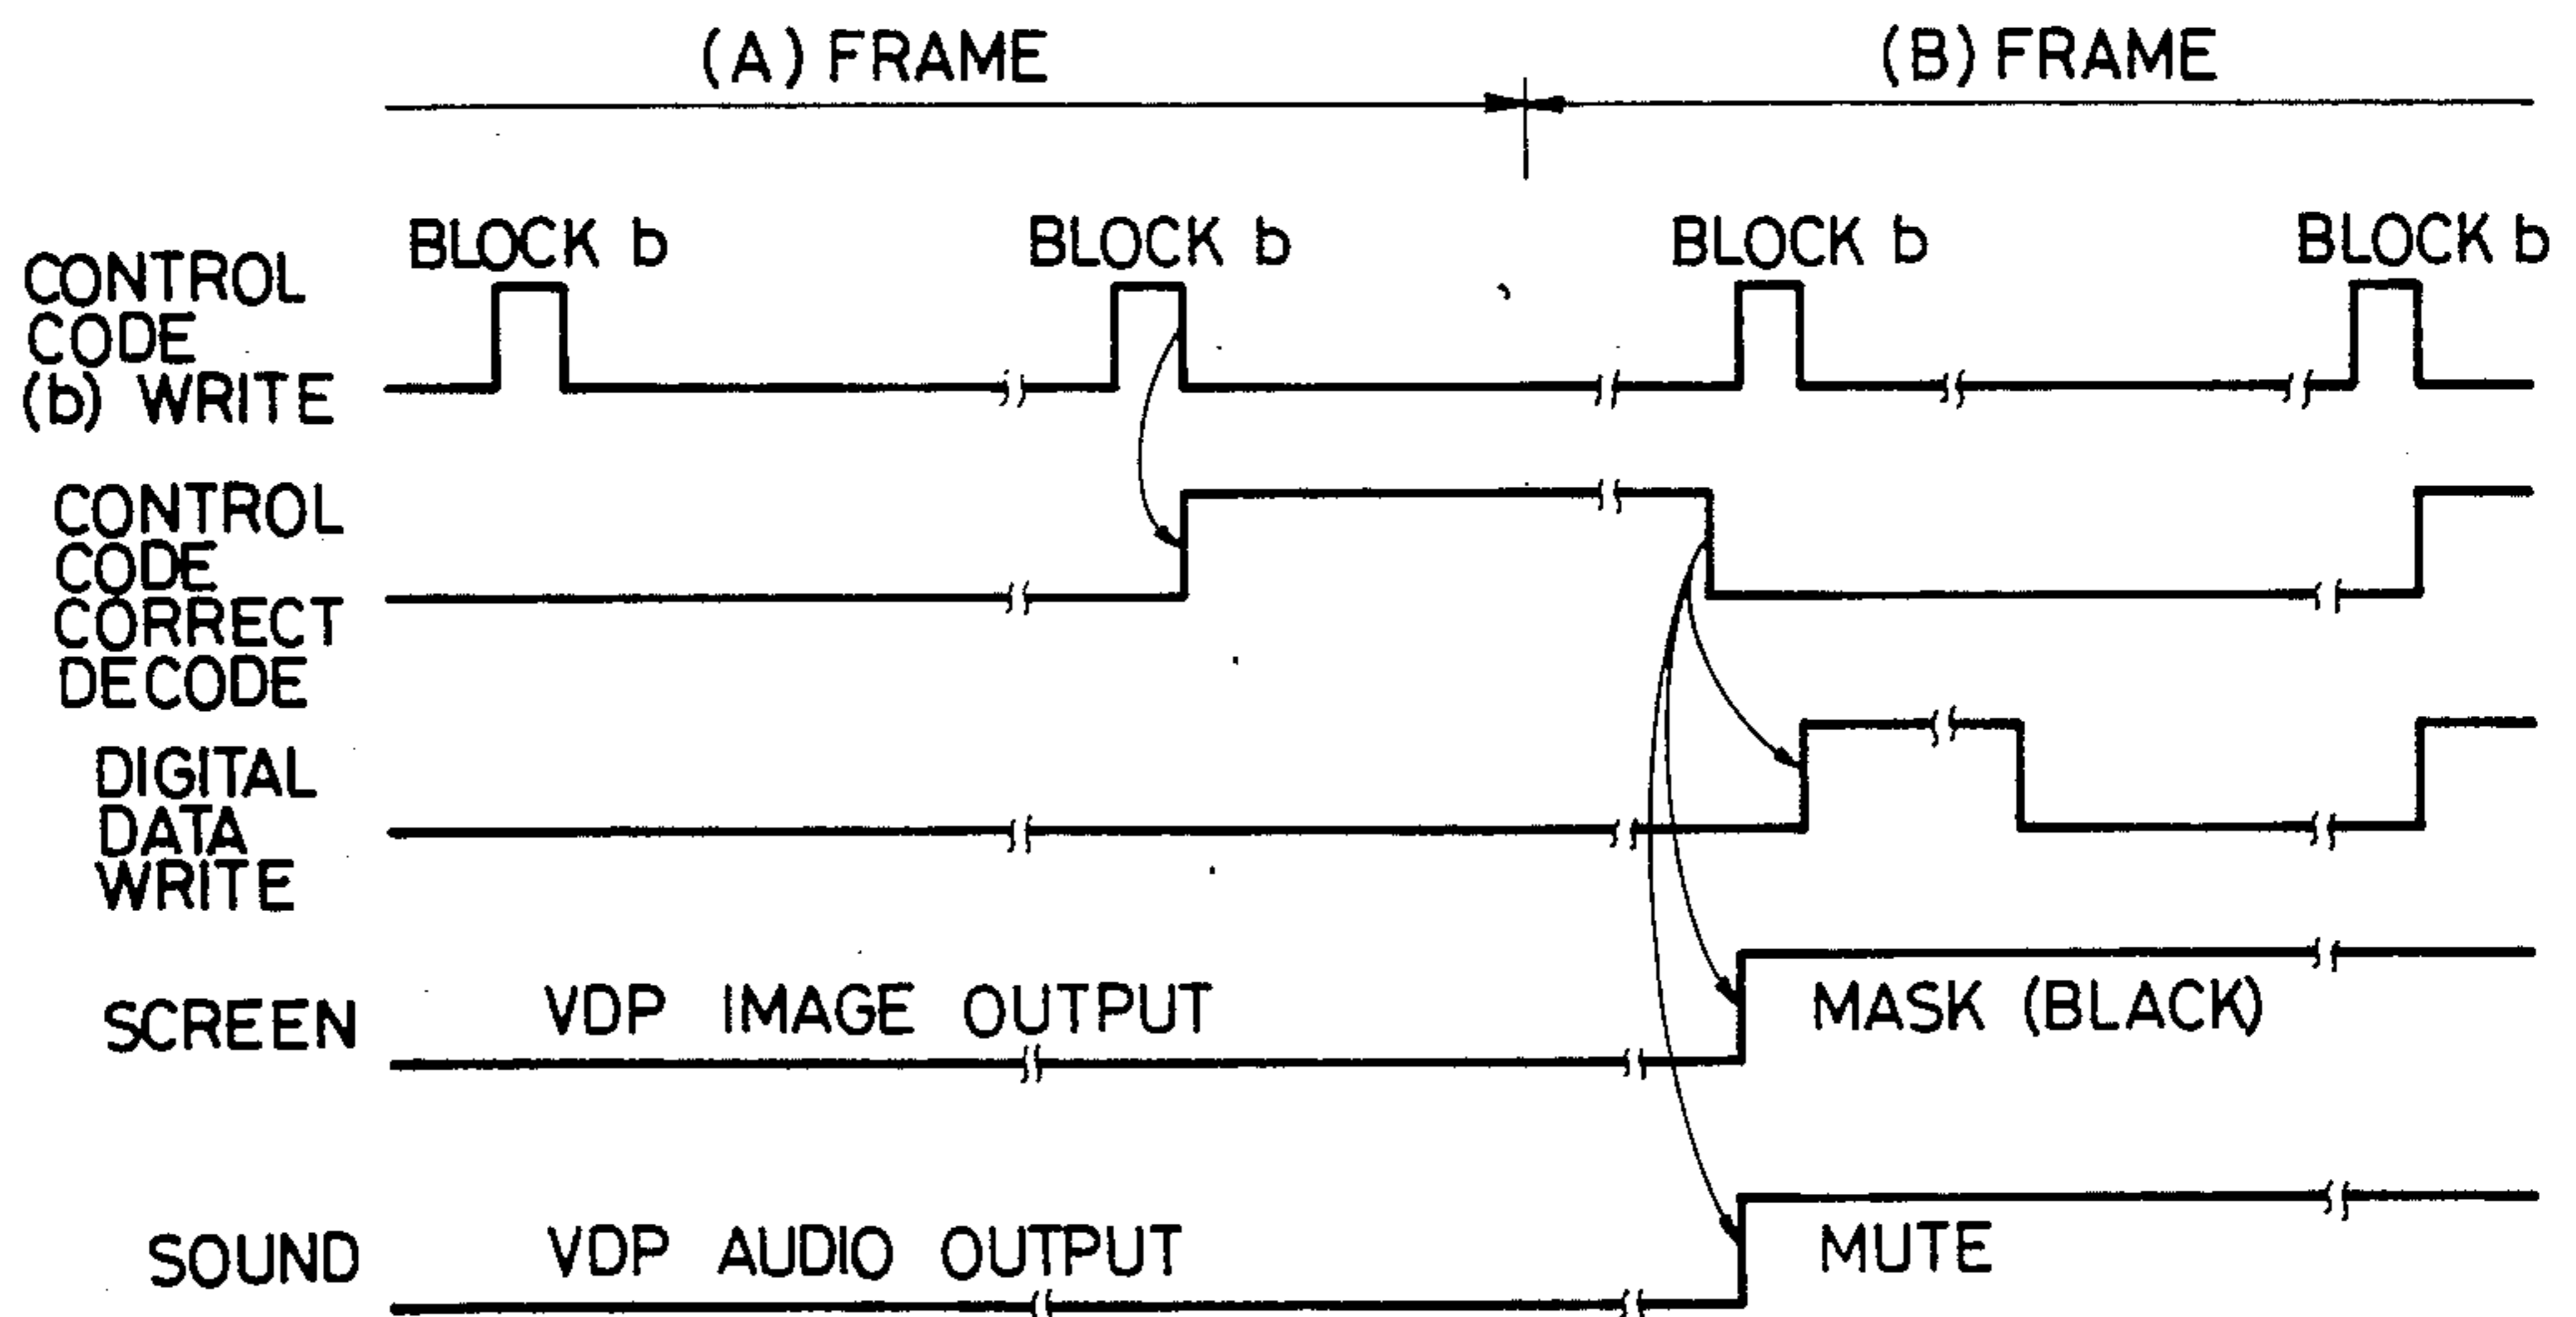 (A) FRAME
(B) FRAME
BLOCK b
BLOCK b
BLOCK b
BLOCK b
CONTROL
CODE
(b) WRITE
CONTROL
CODE
CORRECT
DECODE
DIGITAL
DATA
WRITE
SCREEN
VDP IMAGE OUTPUT
MASK (BLACK)
SOUND
VDP AUDIO OUTPUT
MUTE